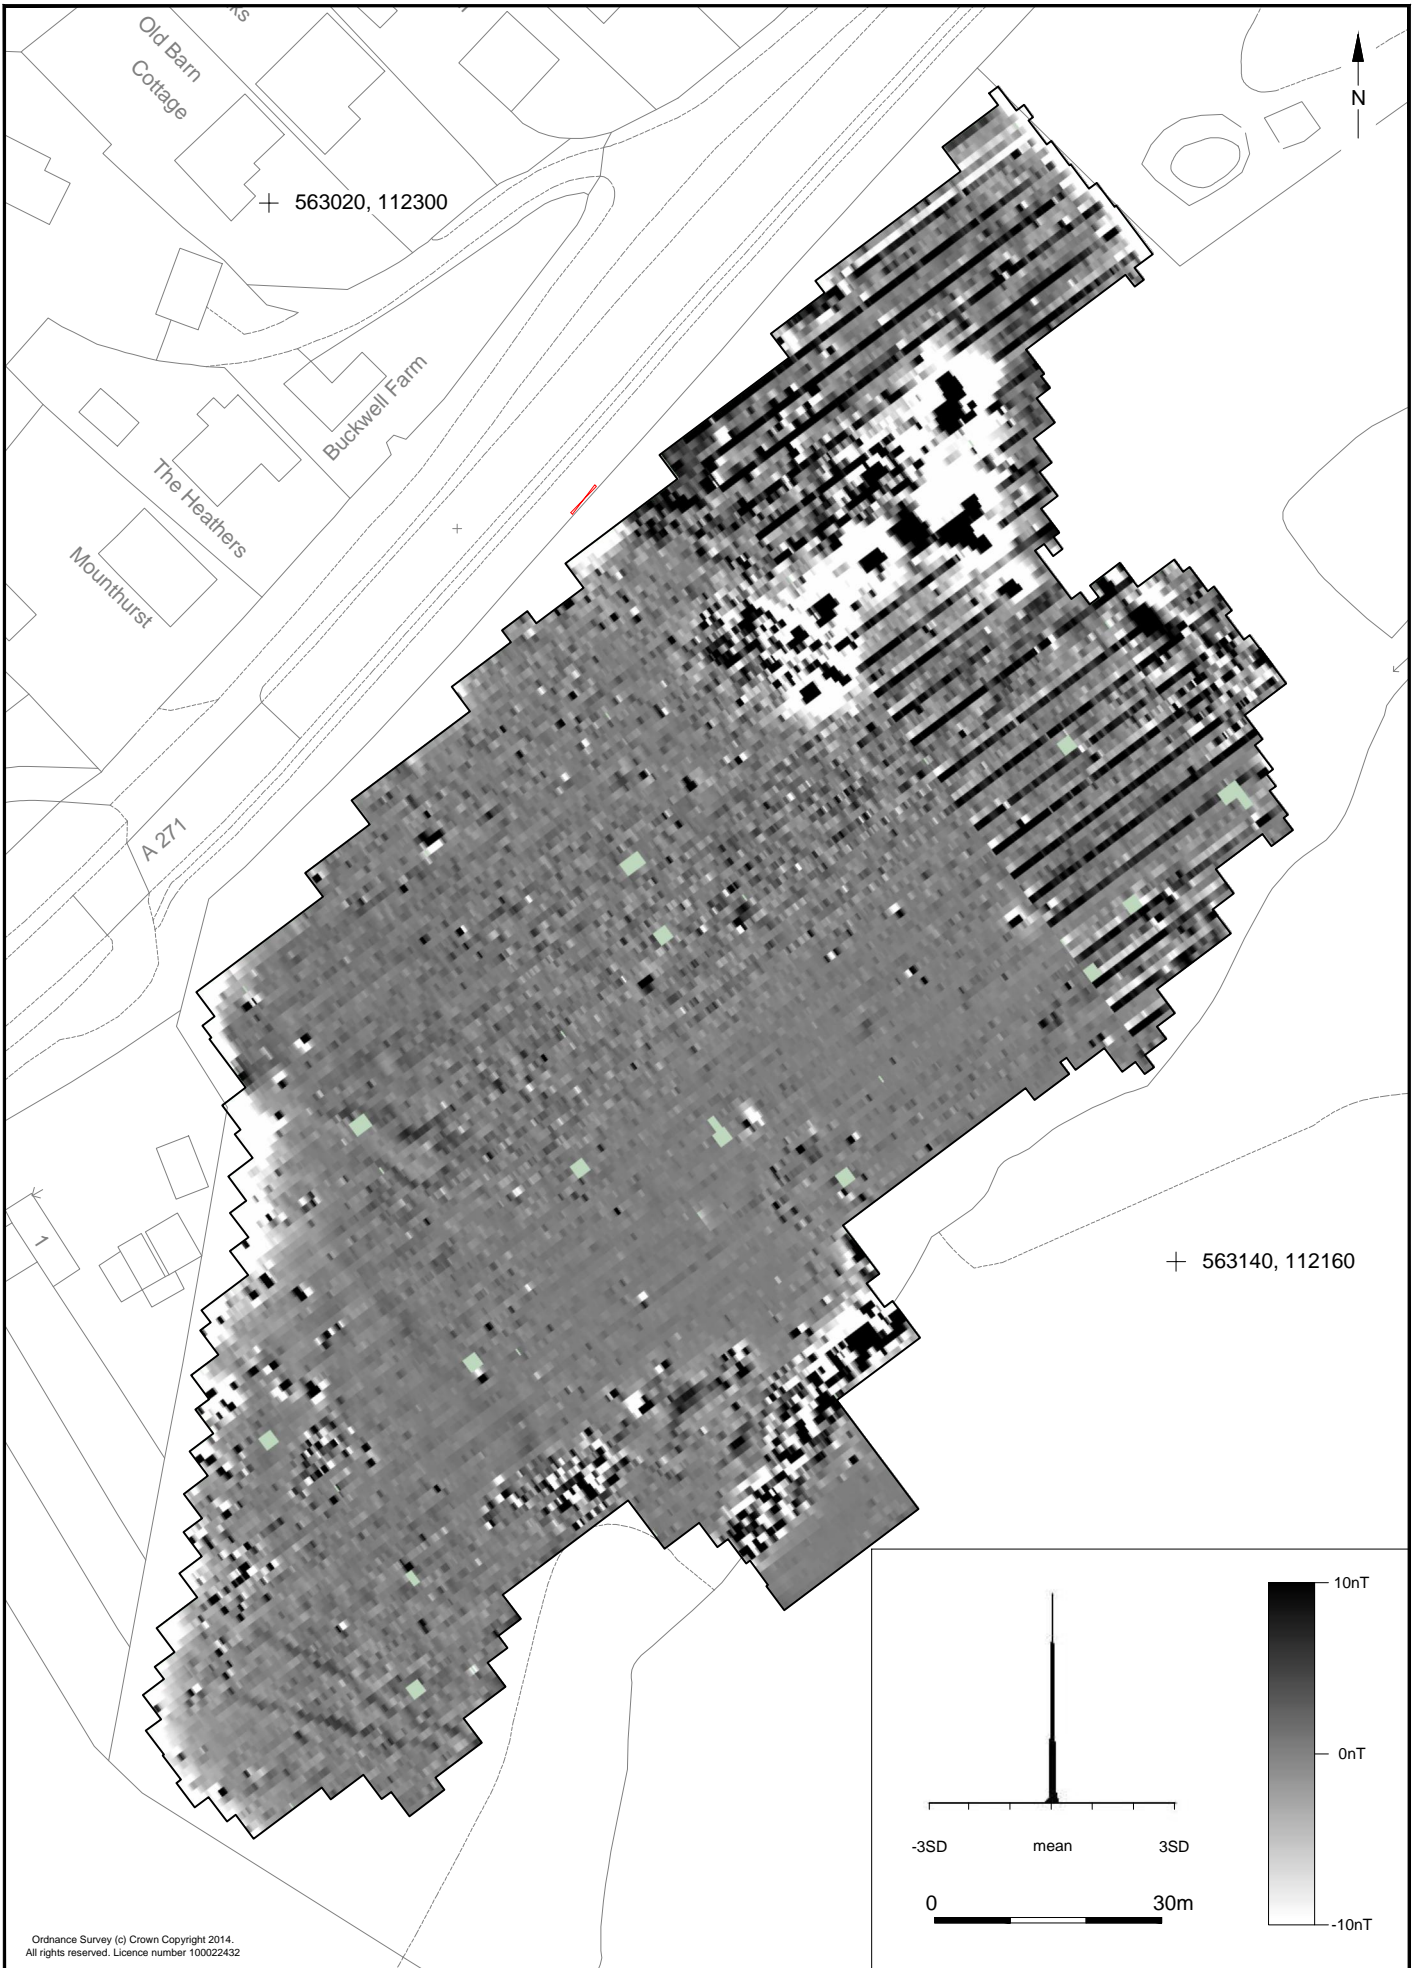 ks
Old Barn
Cottage
N
563020, 112300
Buckwell Farm
The Heathers
Mounthurst
A 271
1
563140, 112160
10nT
0nT
-10nT
-3SD
mean
3SD
0
30m
Ordnance Survey (c) Crown Copyright 2014.
All rights reserved. Licence number 100022432